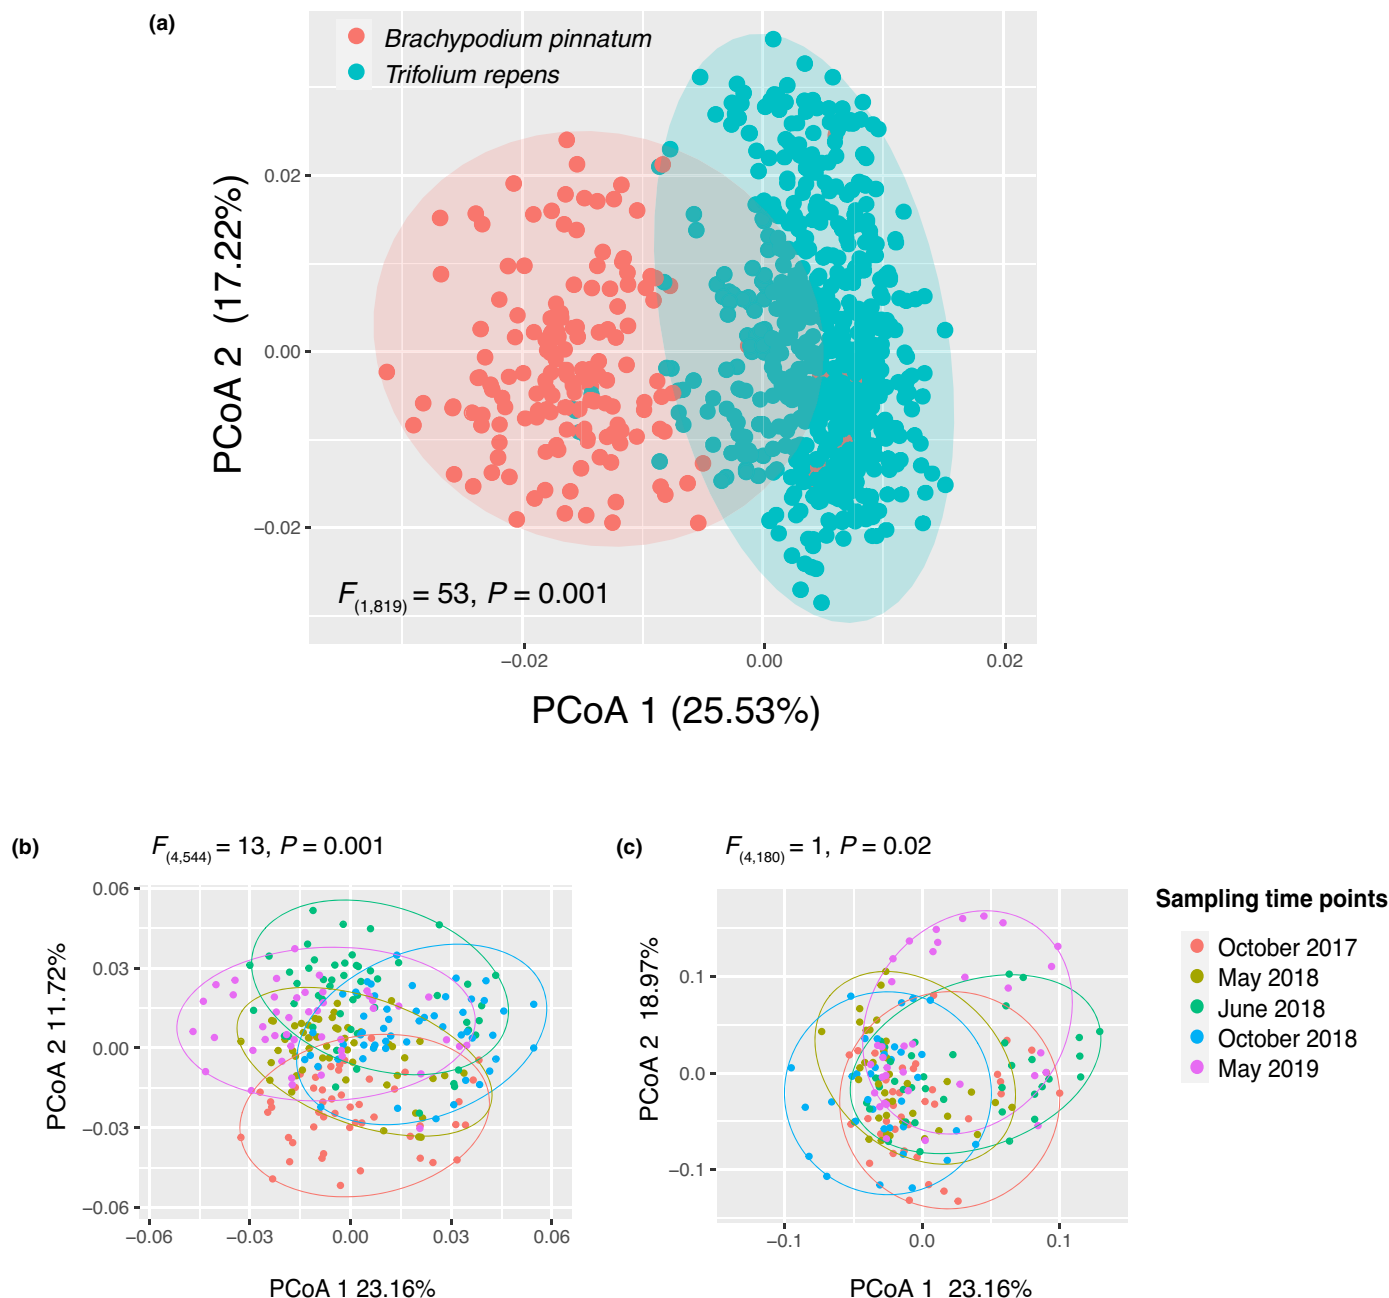 (a)
Brachypodium pinnatum
Trifolium repens
PCoA 2 (17.22%)
0.02
0.00
−0.02
F(1,819) = 53, P = 0.001
−0.02 0.00 0.02
PCoA 1 (25.53%)
(b)
F(4,544) = 13, P = 0.001
PCoA 2 11.72%
0.06
0.03
0.00
−0.03
−0.06
−0.06 −0.03 0.00 0.03 0.06
PCoA 1 23.16%
(c)
F(4,180) = 1, P = 0.02
PCoA 2 18.97%
0.1
0.0
−0.1
−0.1 0.0 0.1
PCoA 1 23.16%
Sampling time points
October 2017
May 2018
June 2018
October 2018
May 2019